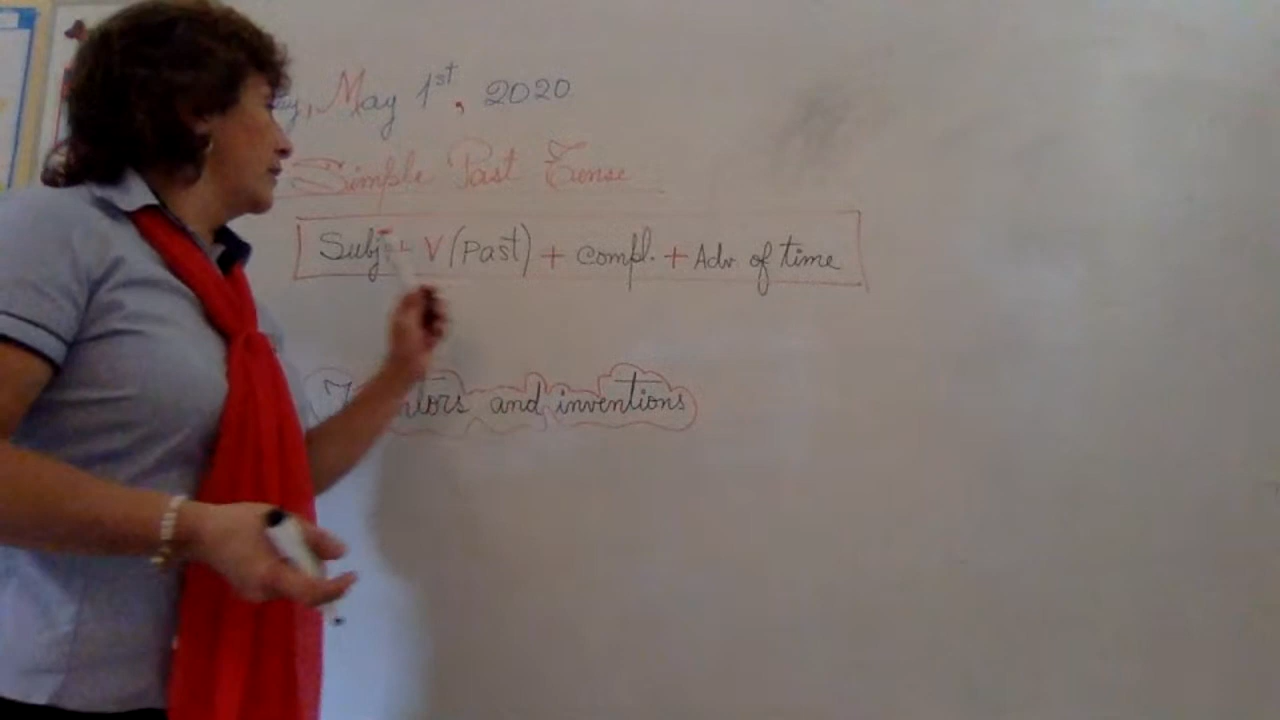 May 1st, 2020
Simple Past Tense
Subj + V (past) + compl. + Adv. of time
and inventions